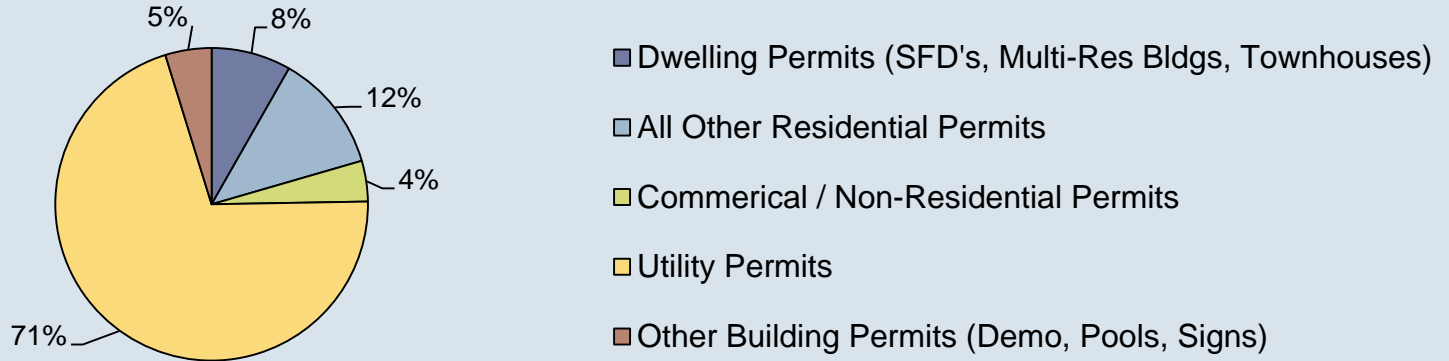 5%
8%
12%
4%
71%
Dwelling Permits (SFD's, Multi-Res Bldgs, Townhouses)
All Other Residential Permits
Commerical / Non-Residential Permits
Utility Permits
Other Building Permits (Demo, Pools, Signs)